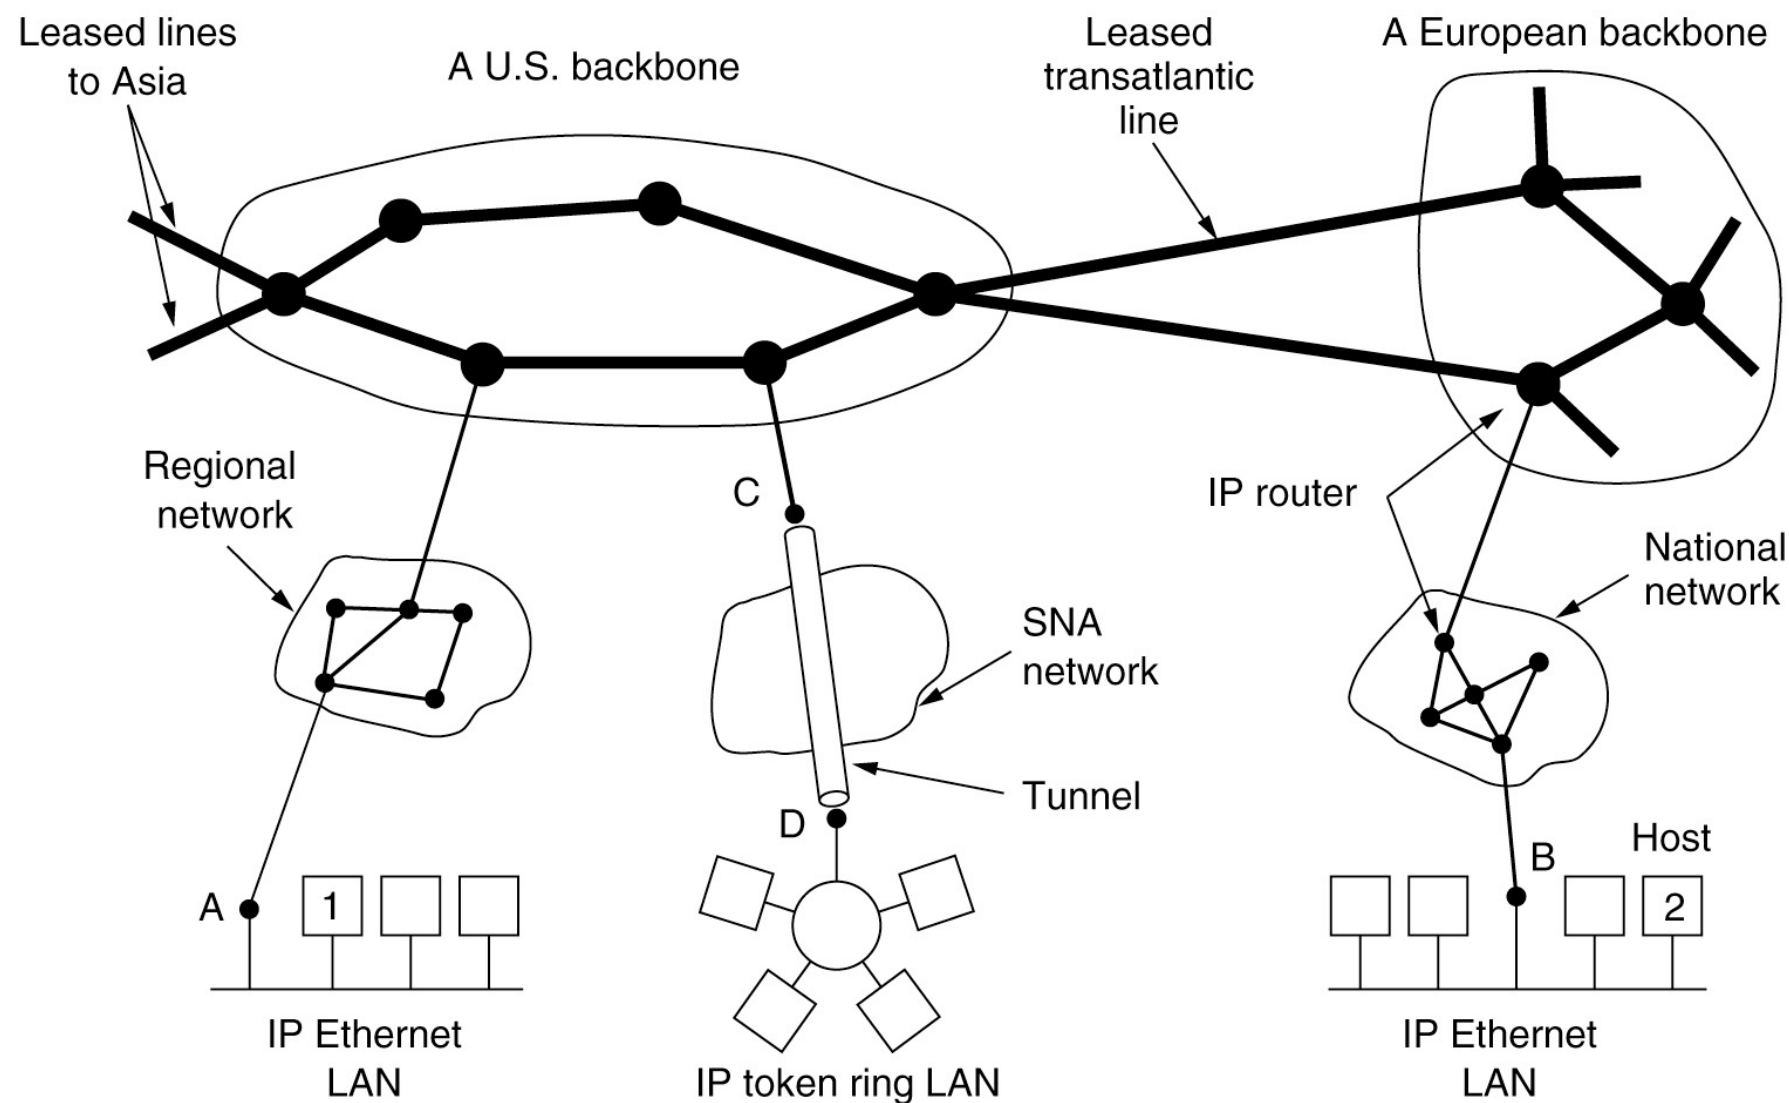 Leased lines
to Asia
A U.S. backbone
Leased
transatlantic
line
A European backbone
Regional
network
C
SNA
network
Tunnel
D
IP router
National
network
A
1
B
Host
2
IP Ethernet
LAN
IP token ring LAN
IP Ethernet
LAN